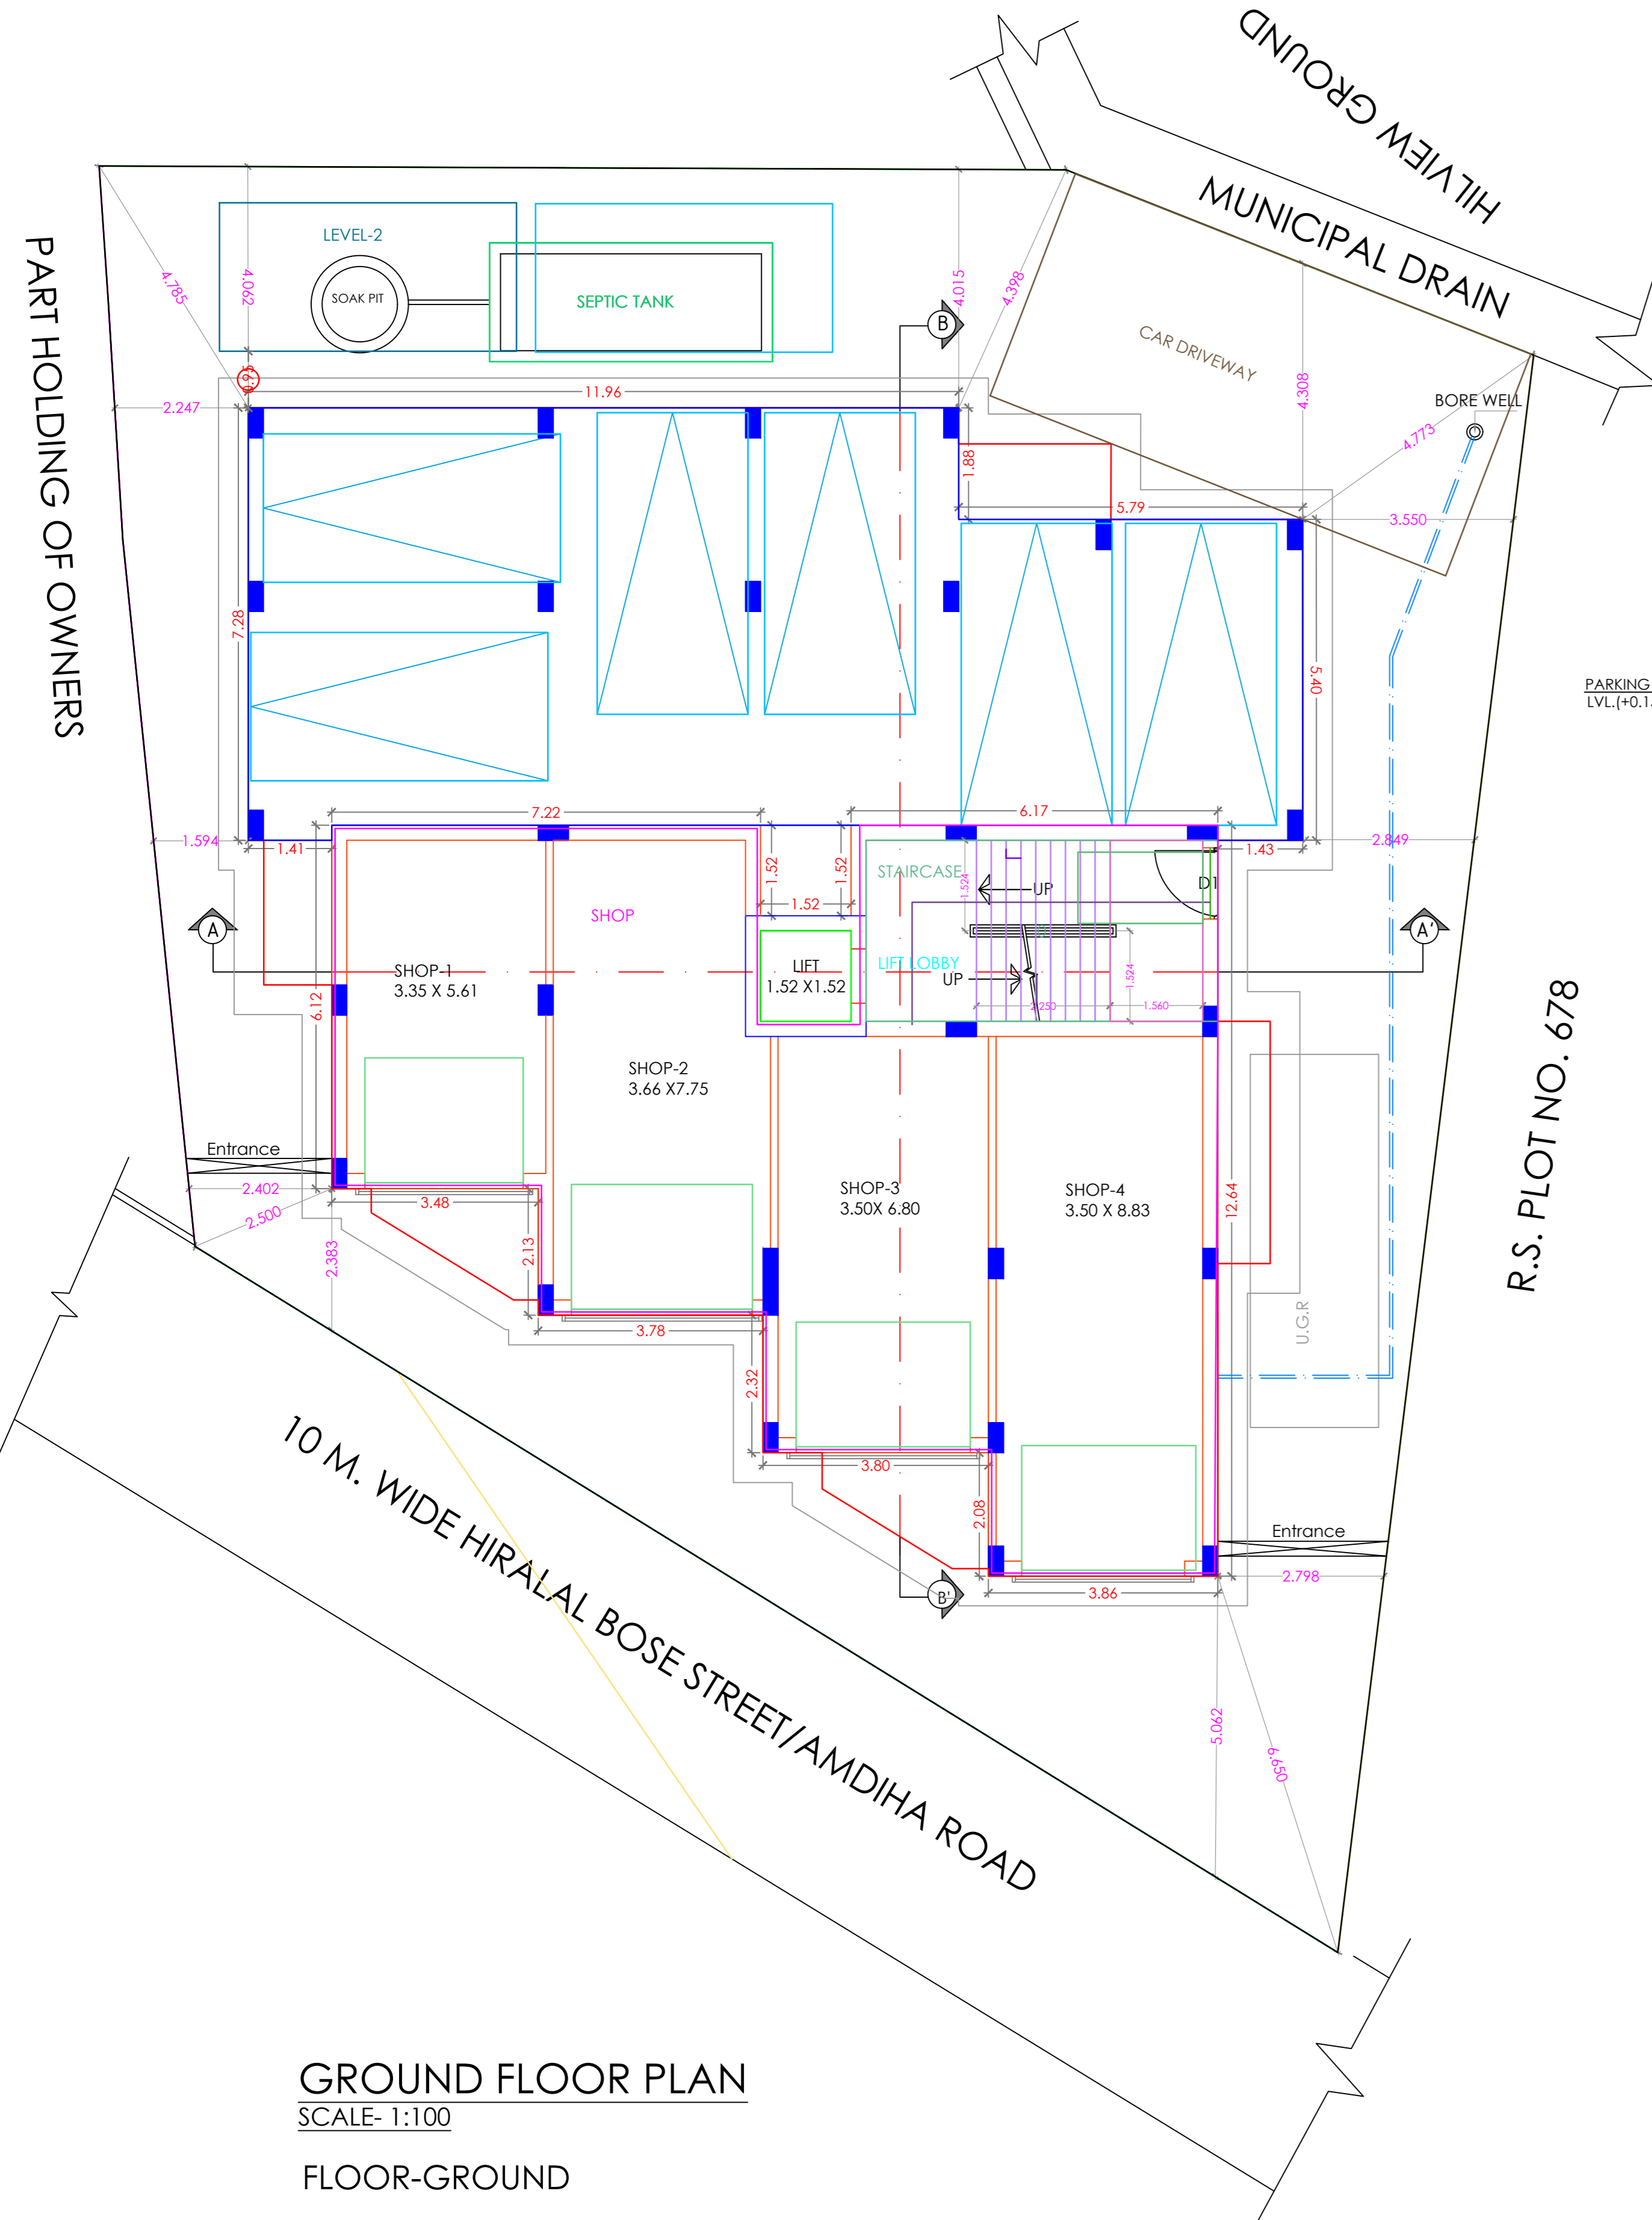 HILVIEW GROUND
MUNICIPAL DRAIN
PART HOLDING OF OWNERS
LEVEL-2
SOAK PIT
SEPTIC TANK
4.785
4.062
4.015
4.398
B
CAR DRIVEWAY
4.308
BORE WELL
4.773
11.96
2.247
1.88
5.79
3.550
7.28
5.40
PARKING
7.22
6.17
1.594
1.41
1.52
1.52
1.43
2.849
1.52
STAIRCASE
1.524
UP
D1
SHOP
A
A'
LIFT
1.52 X1.52
LIFT LOBBY
UP
1.524
2.250
1.560
SHOP-1
3.35 X 5.61
6.12
SHOP-2
3.66 X7.75
R.S. PLOT NO. 678
Entrance
2.402
2.500
3.48
2.383
2.13
SHOP-3
3.50X 6.80
SHOP-4
3.50 X 8.83
12.64
3.78
2.32
U.G.R
3.80
2.08
Entrance
2.798
B'
3.86
10 M. WIDE HIRALAL BOSE STREET/AMDIHA ROAD
5.062
6.650
GROUND FLOOR PLAN
SCALE- 1:100
FLOOR-GROUND